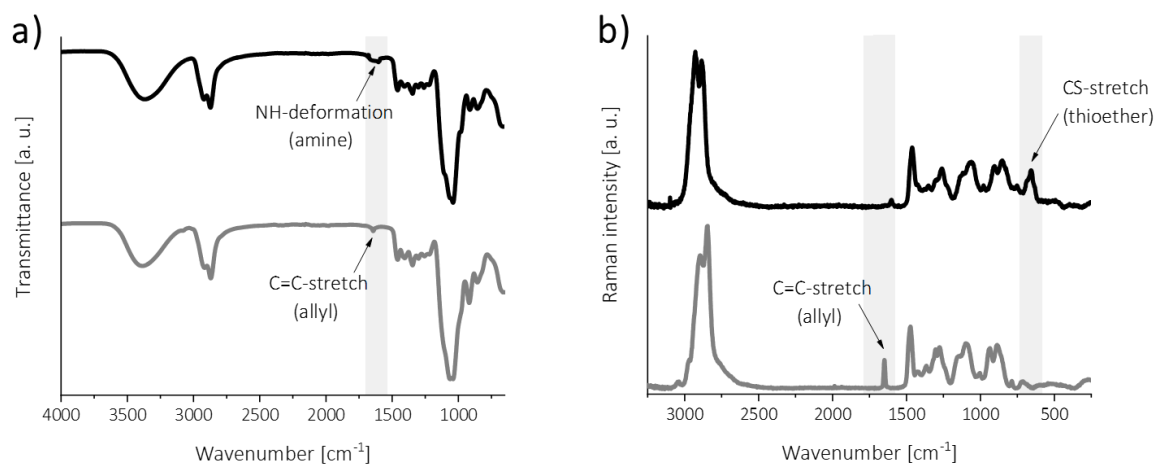 a)
Transmittance [a. u.]
NH-deformation
(amine)
C=C-stretch
(allyl)
4000 3500 3000 2500 2000 1500 1000
Wavenumber [cm⁻¹]
b)
Raman intensity [a. u.]
CS-stretch
(thioether)
C=C-stretch
(allyl)
3000 2500 2000 1500 1000 500
Wavenumber [cm⁻¹]